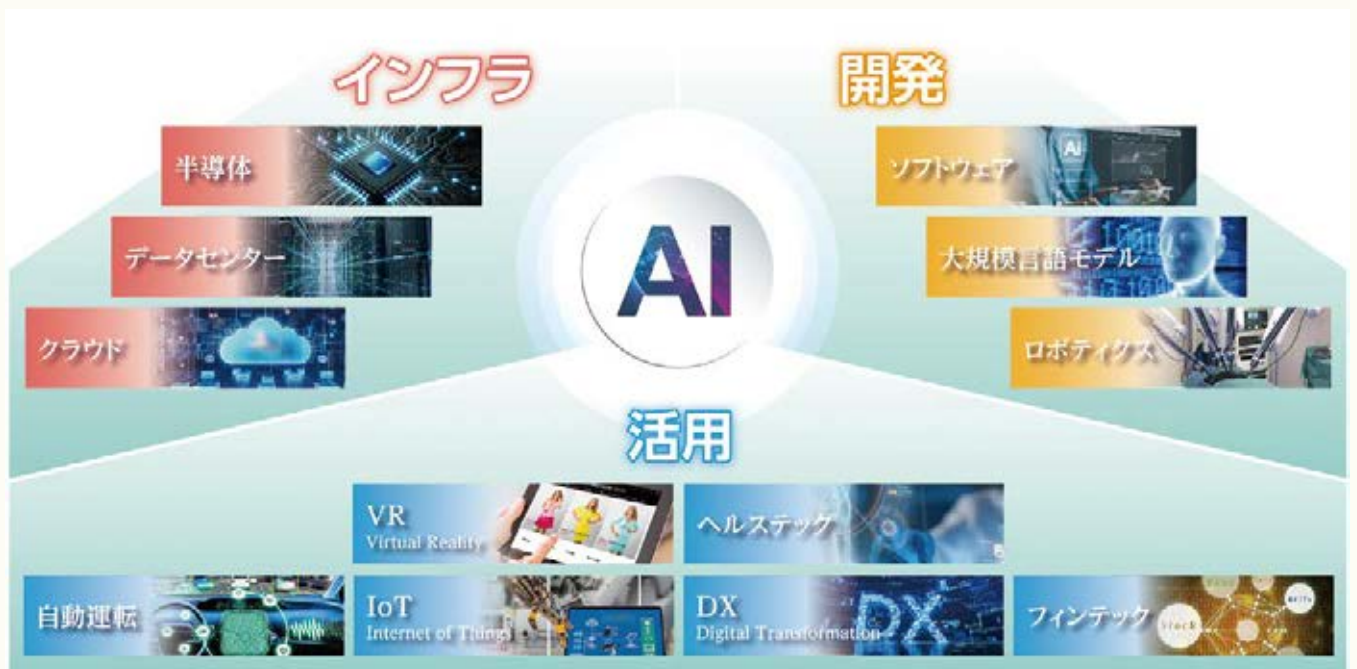 インフラ
開発
AI
半導体
データセンター
クラウド
ソフトウェア
Ai
大規模言語モデル
ロボティクス
活用
VR
Virtual Reality
ヘルステック
自動運転
IoT
Internet of Things
DX
Digital Transformation
DX
フィンテック
Stock